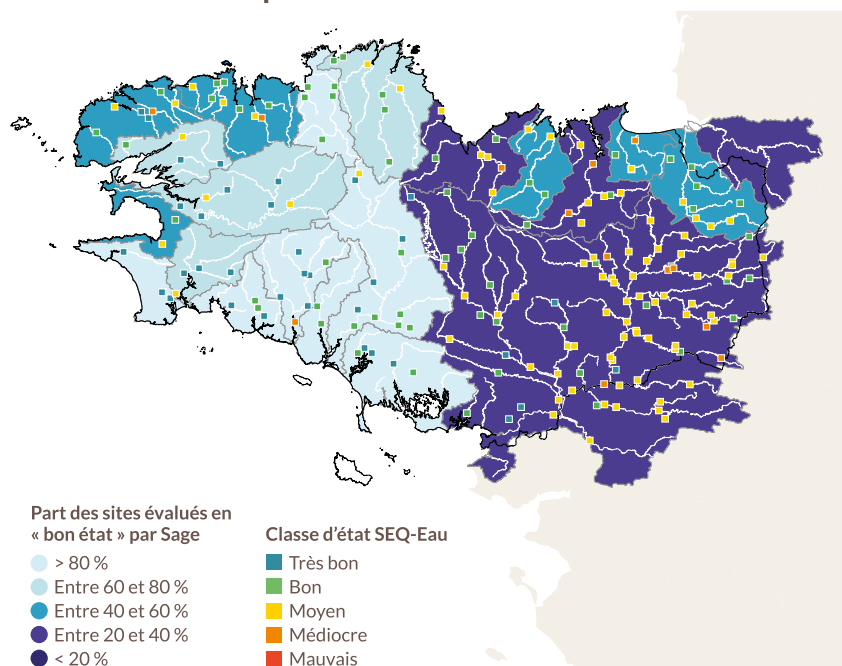 Part des sites évalués en
« bon état » par Sage
> 80 %
Entre 60 et 80 %
Entre 40 et 60 %
Entre 20 et 40 %
< 20 %
Classe d’état SEQ-Eau
Très bon
Bon
Moyen
Médiocre
Mauvais